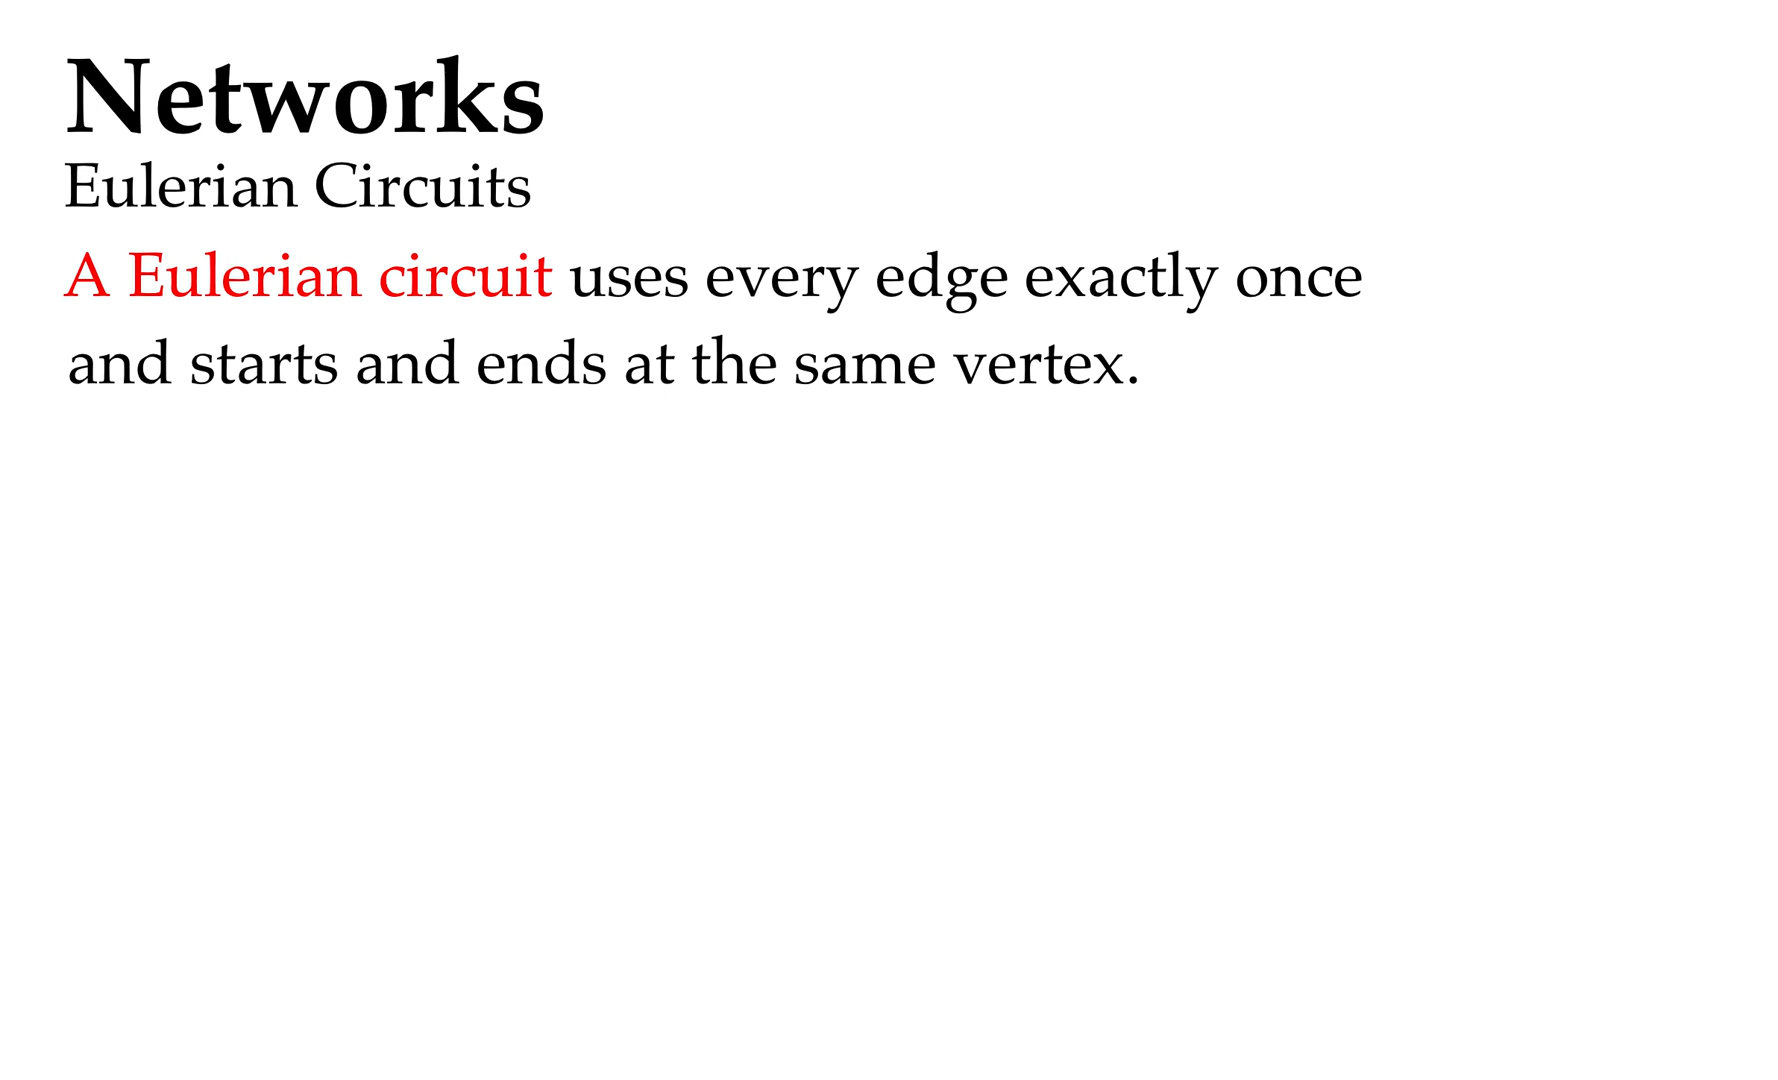 Networks
Eulerian Circuits
A Eulerian circuit uses every edge exactly once
and starts and ends at the same vertex.